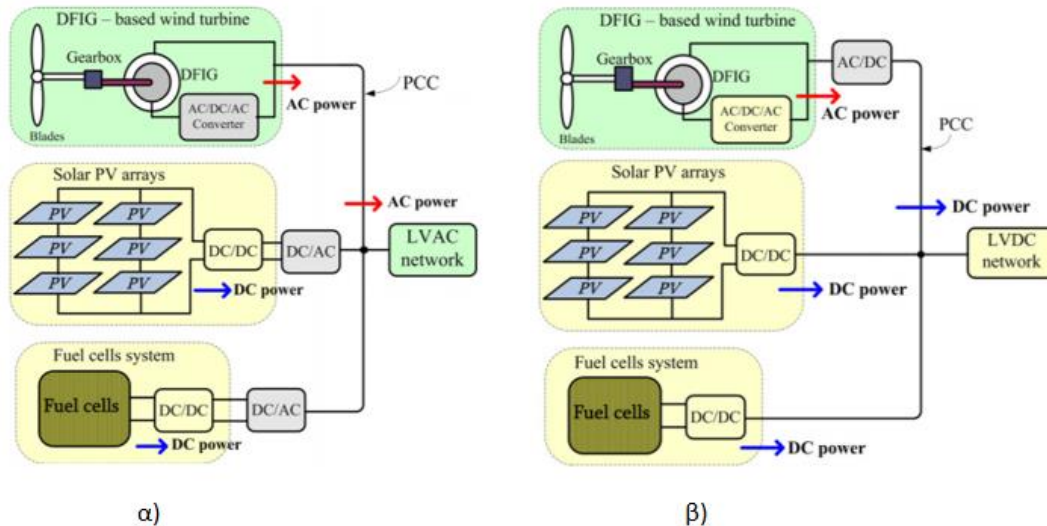 DFIG – based wind turbine
Gearbox
DFIG
AC/DC/AC
Converter
Blades
PCC
AC power
Solar PV arrays
PV PV
PV PV
PV PV
DC/DC
DC/AC
DC power
AC power
LVAC
network
Fuel cells system
Fuel cells
DC/DC
DC/AC
DC power
α)
DFIG – based wind turbine
Gearbox
DFIG
AC/DC/AC
Converter
Blades
AC/DC
AC power
PCC
Solar PV arrays
PV PV
PV PV
PV PV
DC/DC
DC power
DC power
LVDC
network
Fuel cells system
Fuel cells
DC/DC
DC power
β)